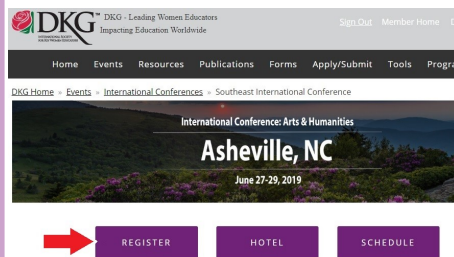 DKG™ DKG - Leading Women Educators
Impacting Education Worldwide
Sign Out Member Home
Home Events Resources Publications Forms Apply/Submit Tools Progra
DKG Home » Events » International Conferences » Southeast International Conference
International Conference: Arts & Humanities
Asheville, NC
June 27-29, 2019
REGISTER HOTEL SCHEDULE